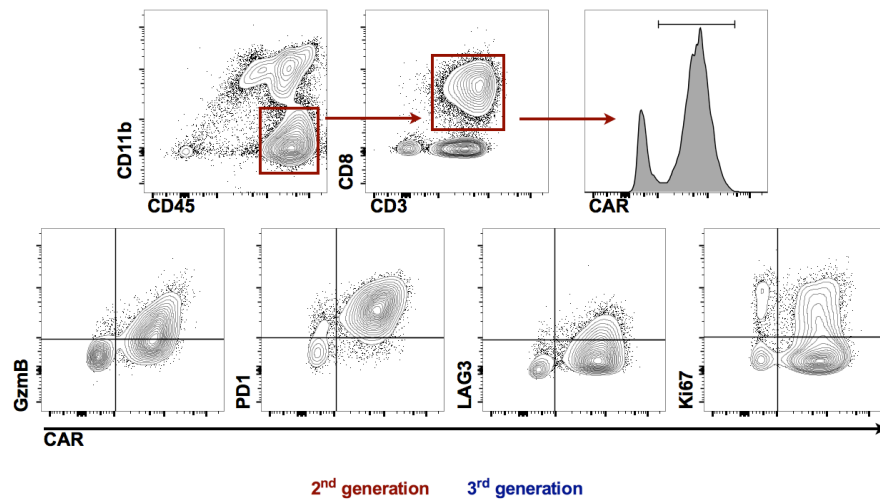 CD11b
CD45
CD8
CD3
CAR
GzmB
PD1
LAG3
Ki67
CAR
2nd generation 3rd generation